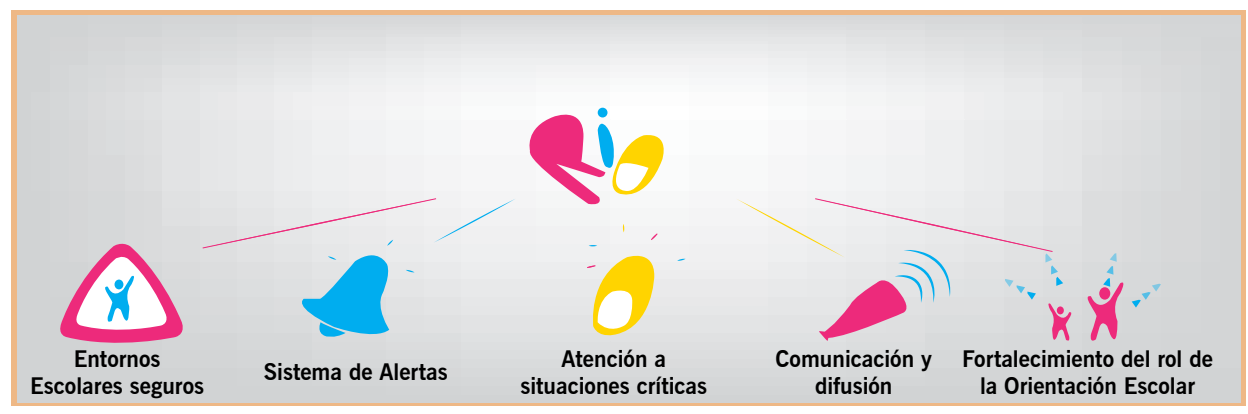 Entornos
Escolares seguros
Sistema de Alertas
Atención a
situaciones críticas
Comunicación y
difusión
Fortalecimiento del rol de
la Orientación Escolar